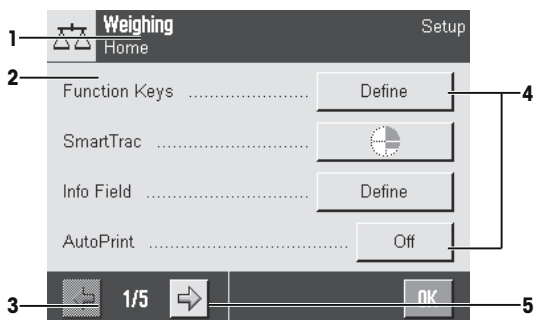 Weighing
Setup
1
Home
2
Function Keys ........................ Define
4
SmartTrac ................................
Info Field ................................ Define
AutoPrint ..................................... Off
3
1/5
OK
5